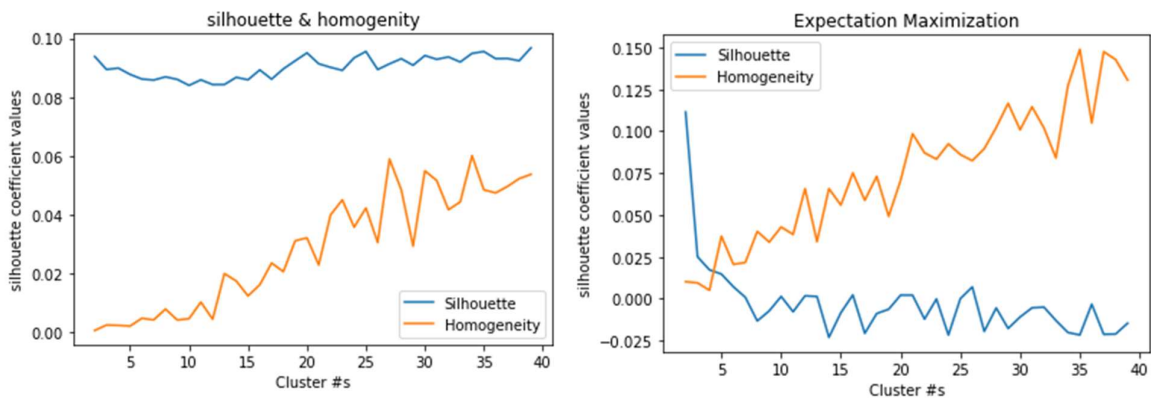 silhouette & homogenity
silhouette coefficient values
0.10
0.08
0.06
0.04
0.02
0.00
Silhouette
Homogeneity
5 10 15 20 25 30 35 40
Cluster #s
Expectation Maximization
silhouette coefficient values
0.150
0.125
0.100
0.075
0.050
0.025
0.000
−0.025
Silhouette
Homogeneity
5 10 15 20 25 30 35 40
Cluster #s